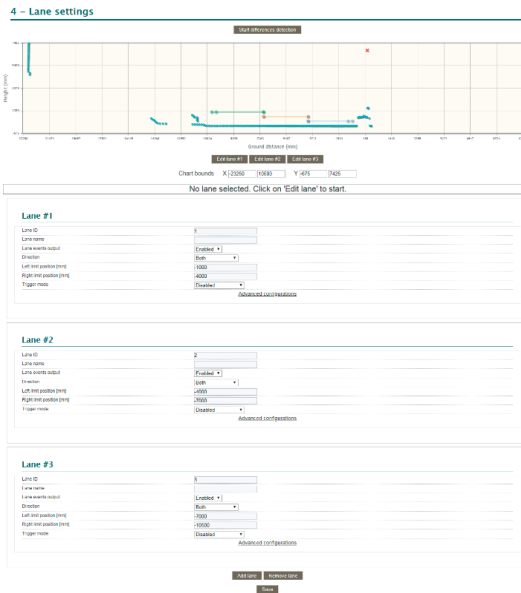 4 – Lane settings
Start differences detection
Height (mm)
Ground distance (mm)
Edit lane #1 Edit lane #2 Edit lane #3
Chart bounds X -23250 10600 Y -675 7425
No lane selected. Click on 'Edit lane' to start.
Lane #1
Lane ID 1
Lane name
Lane events output Enabled
Direction Both
Left limit position [mm] -1000
Right limit position [mm] -4000
Trigger mode Disabled
Advanced configurations
Lane #2
Lane ID 2
Lane name
Lane events output Enabled
Direction Both
Left limit position [mm] -4000
Right limit position [mm] -7000
Trigger mode Disabled
Advanced configurations
Lane #3
Lane ID 3
Lane name
Lane events output Enabled
Direction Both
Left limit position [mm] -7000
Right limit position [mm] -10500
Trigger mode Disabled
Advanced configurations
Add lane Remove lane
Save